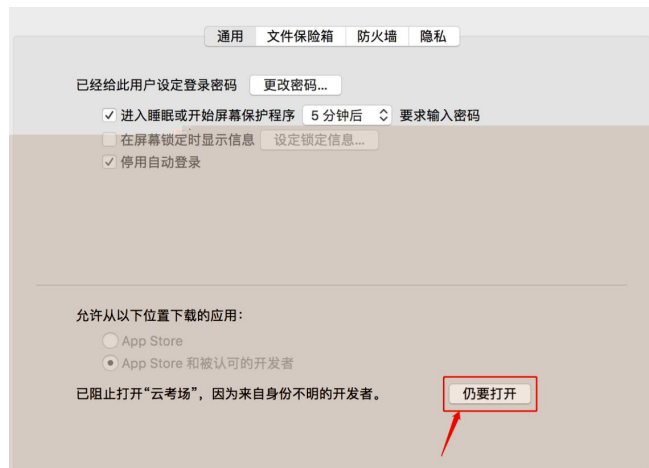 通用 文件保险箱 防火墙 隐私
已经给此用户设定登录密码 更改密码...
进入睡眠或开始屏幕保护程序 5 分钟后 要求输入密码
在屏幕锁定时显示信息 设定锁定信息...
停用自动登录
允许从以下位置下载的应用：
App Store
App Store 和被认可的开发者
已阻止打开“云考场”，因为来自身份不明的开发者。 仍要打开